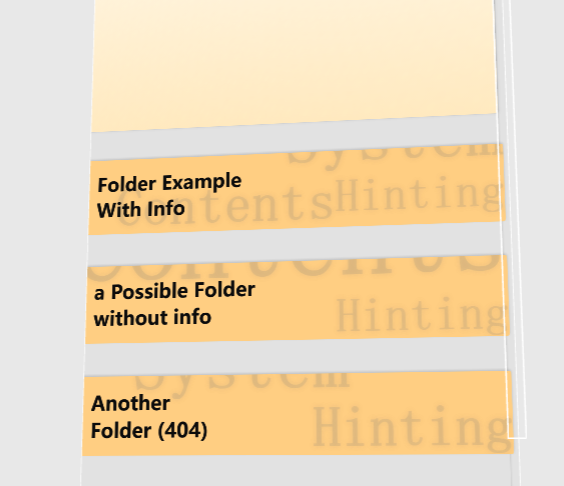 System
Folder Example
With Info
Contents Hinting
Contents
a Possible Folder
without info
Hinting
System
Another
Folder (404)
Hinting